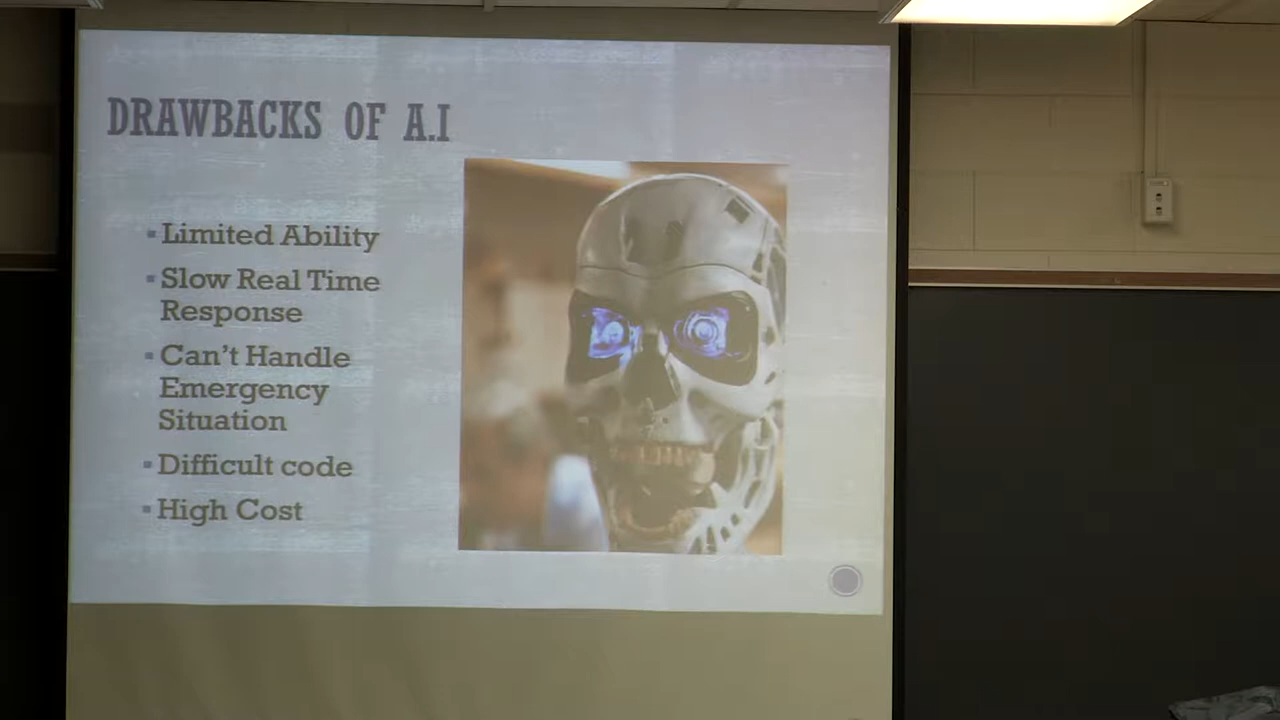 DRAWBACKS OF A.I
Limited Ability
Slow Real Time
Response
Can't Handle
Emergency
Situation
Difficult code
High Cost